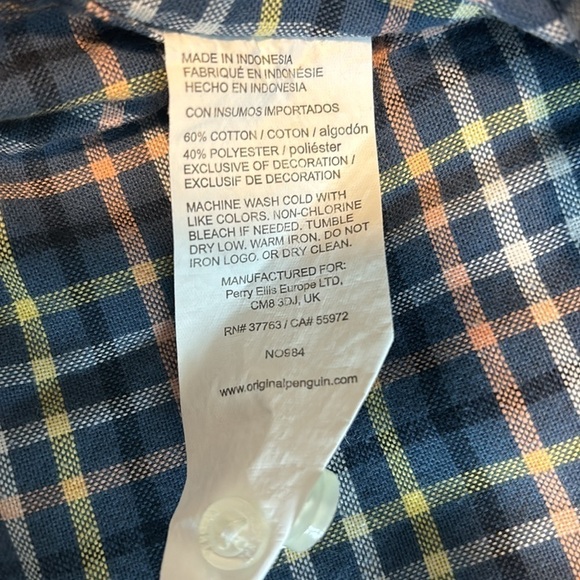 MADE IN INDONESIA
FABRIQUÉ EN INDONÉSIE
HECHO EN INDONESIA
CON INSUMOS IMPORTADOS
60% COTTON / COTON / algodón
40% POLYESTER / poliéster
EXCLUSIVE OF DECORATION /
EXCLUSIF DE DECORATION
MACHINE WASH COLD WITH
LIKE COLORS. NON-CHLORINE
BLEACH IF NEEDED. TUMBLE
DRY LOW. WARM IRON. DO NOT
IRON LOGO. OR DRY CLEAN.
MANUFACTURED FOR:
Perry Ellis Europe LTD,
CM8 3DJ, UK
RN# 37763 / CA# 55972
NO984
www.originalpenguin.com